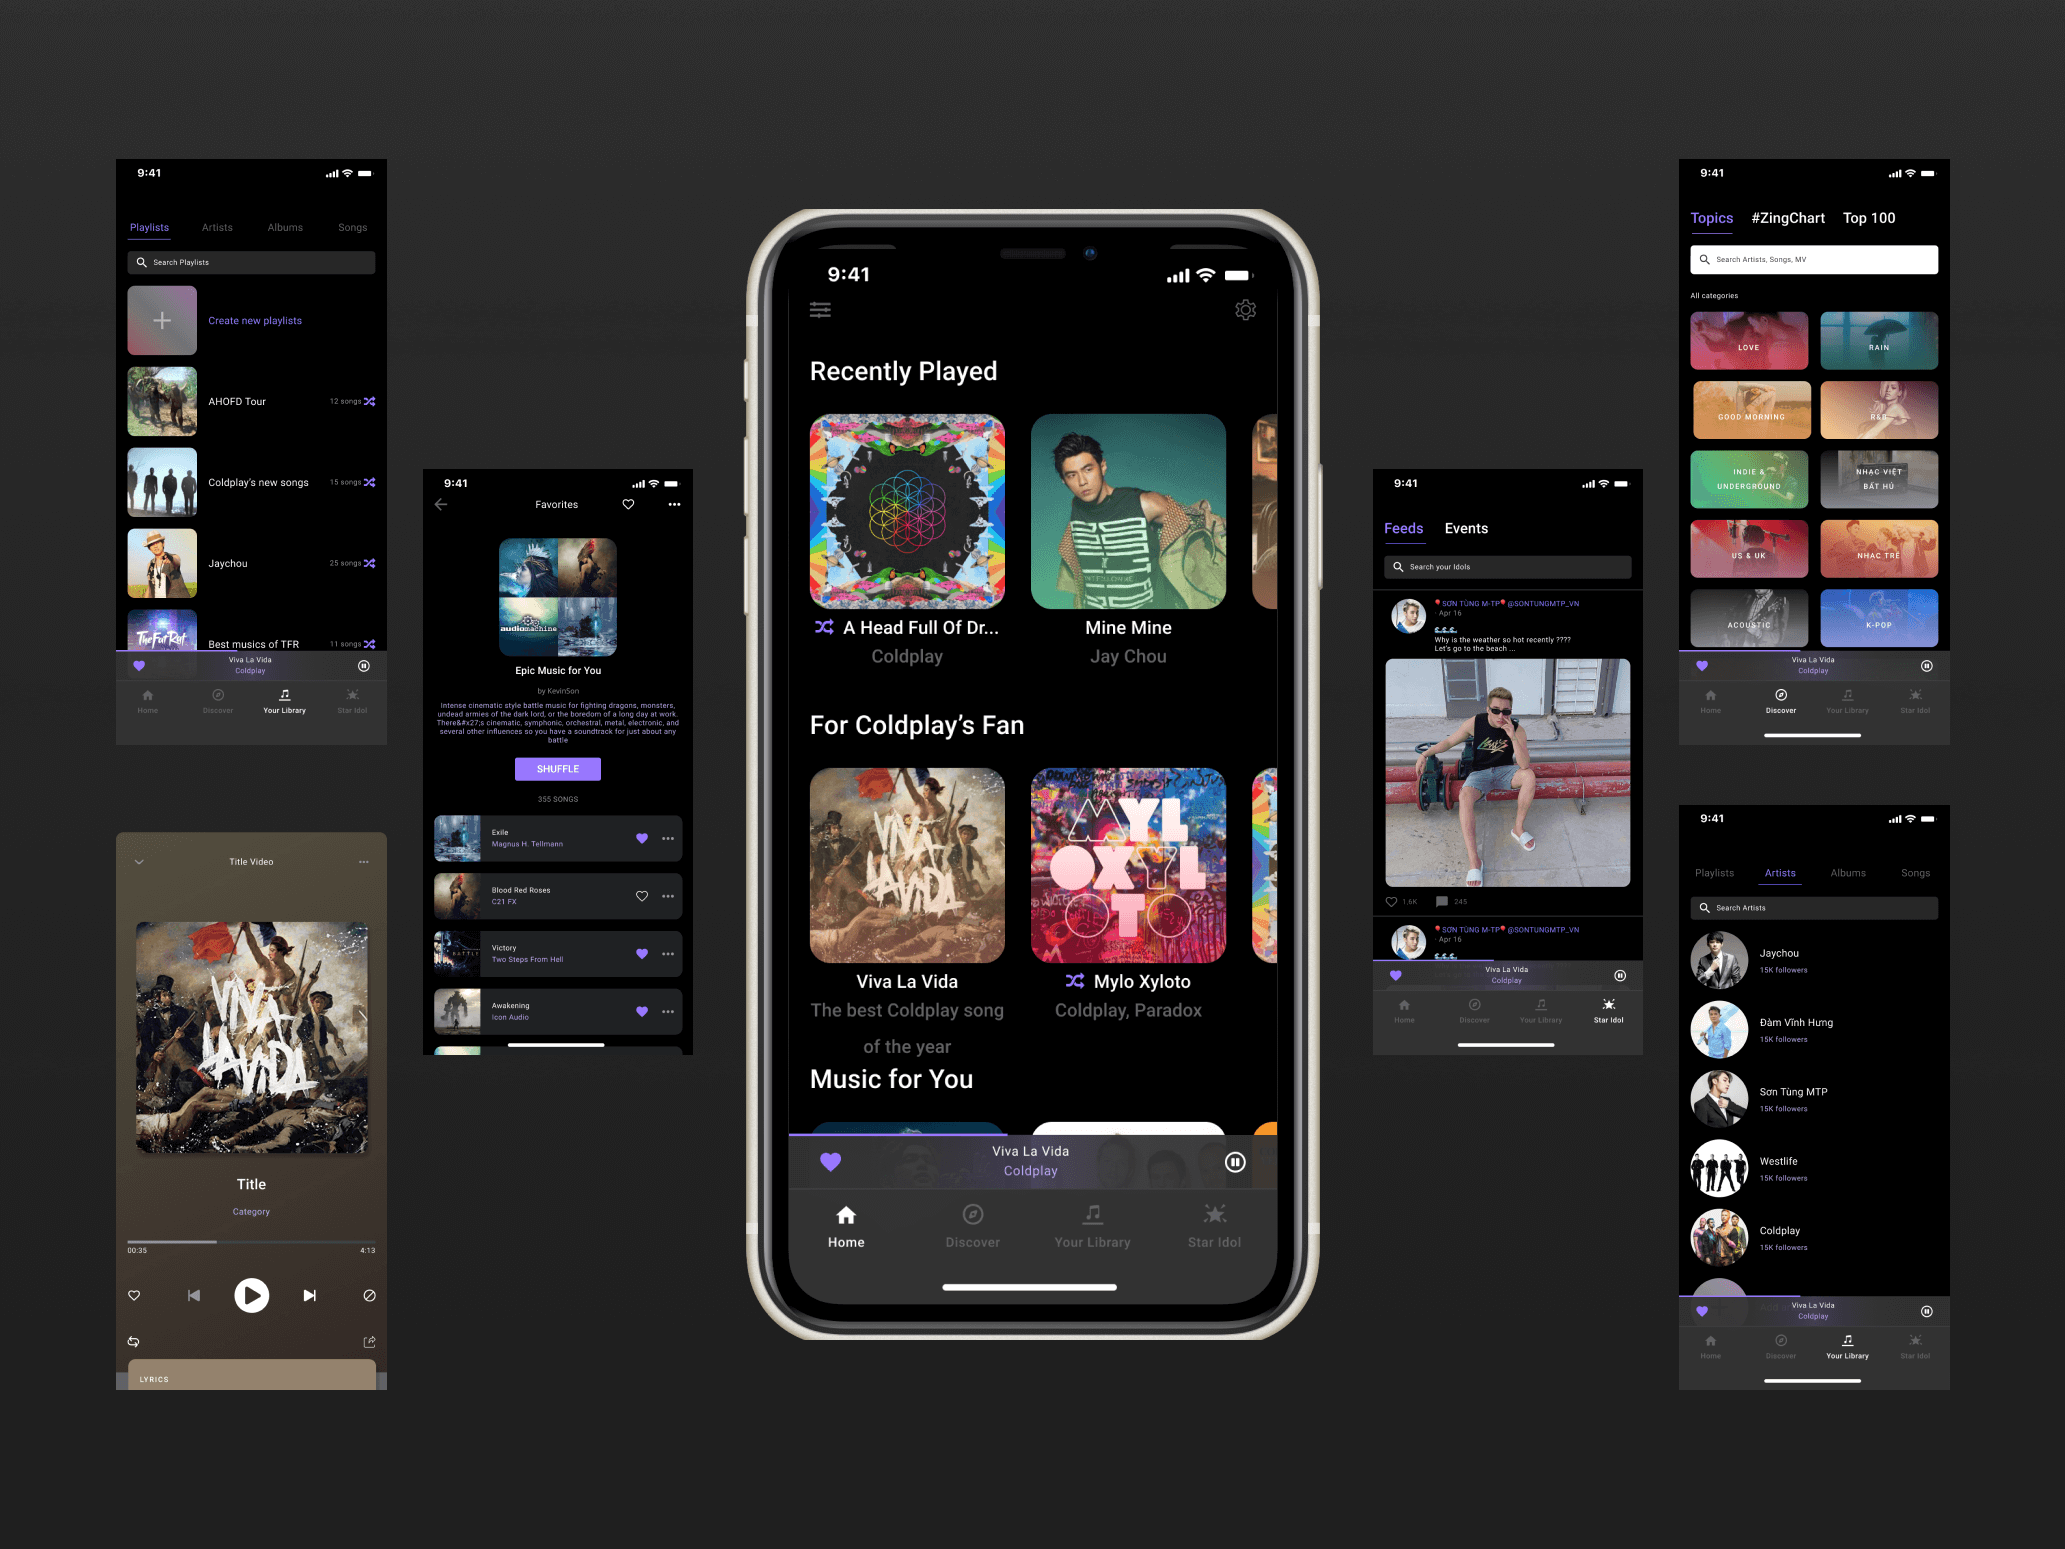 9:41
Playlists Artists Albums Songs
Search Playlists
Create new playlists
AHOFD Tour 12 songs
Coldplay's new songs 15 songs
Jaychou 25 songs
TheFatRat
Best musics of TFR 11 songs
Viva La Vida
Coldplay
Home Discover Your Library Star Idol
Title Video
VIVA
LA VIDA
Title
Category
00:35 4:13
LYRICS
9:41
Favorites
audiomachine
Epic Music for You
by KevinSon
Intense cinematic style battle music for fighting dragons, monsters,
undead armies of the dark lord, or the boredom of a long day at work.
There&#x27;s cinematic, symphonic, orchestral, metal, electronic, and
several other influences so you have a soundtrack for just about any
battle
SHUFFLE
355 SONGS
Exile
Magnus H. Tellmann
Blood Red Roses
C21 FX
BATTLE
Victory
Two Steps From Hell
Awakening
Icon Audio
9:41
Recently Played
A Head Full Of Dr...
Coldplay
Mine Mine
Jay Chou
For Coldplay's Fan
VIVA
LA VIDA
MYL
OXYL
OTO
Viva La Vida
The best Coldplay song
of the year
Mylo Xyloto
Coldplay, Paradox
Music for You
Viva La Vida
Coldplay
Home Discover Your Library Star Idol
9:41
Feeds Events
Search your Idols
SƠN TÙNG M-TP @SONTUNGMTP_VN
· Apr 16
Why is the weather so hot recently ????
Let's go to the beach ...
1,6K 245
SƠN TÙNG M-TP @SONTUNGMTP_VN
· Apr 16
Viva La Vida
Coldplay
Home Discover Your Library Star Idol
9:41
Topics #ZingChart Top 100
Search Artists, Songs, MV
All categories
LOVE RAIN
GOOD MORNING R&B
INDIE &
UNDERGROUND
NHẠC VIỆT
BẤT HỦ
US & UK NHẠC TRẺ
ACOUSTIC K-POP
Viva La Vida
Coldplay
Home Discover Your Library Star Idol
9:41
Playlists Artists Albums Songs
Search Artists
Jaychou
15K followers
Đàm Vĩnh Hưng
15K followers
Sơn Tùng MTP
15K followers
Westlife
15K followers
Coldplay
15K followers
Viva La Vida
Coldplay
Home Discover Your Library Star Idol